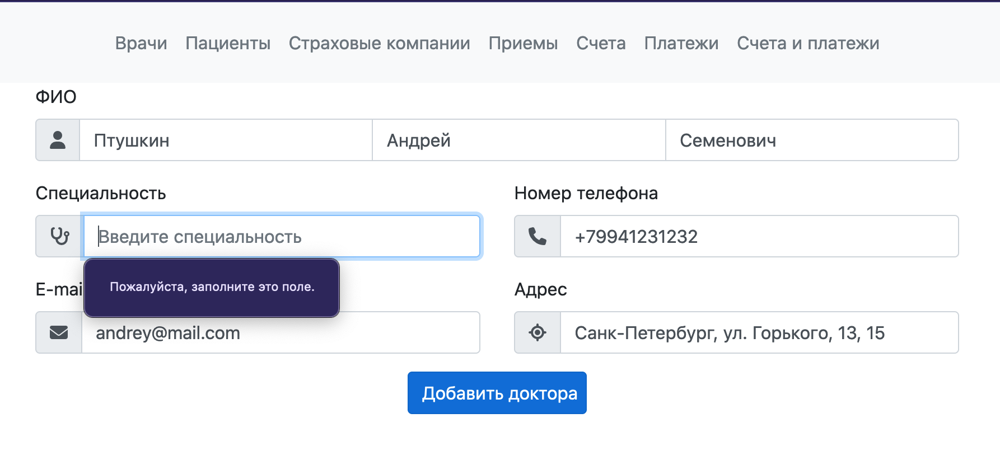 Врачи Пациенты Страховые компании Приемы Счета Платежи Счета и платежи
ФИО
Птушкин Андрей Семенович
Специальность Номер телефона
Введите специальность +79941231232
Пожалуйста, заполните это поле.
E-mai Адрес
andrey@mail.com Санк-Петербург, ул. Горького, 13, 15
Добавить доктора